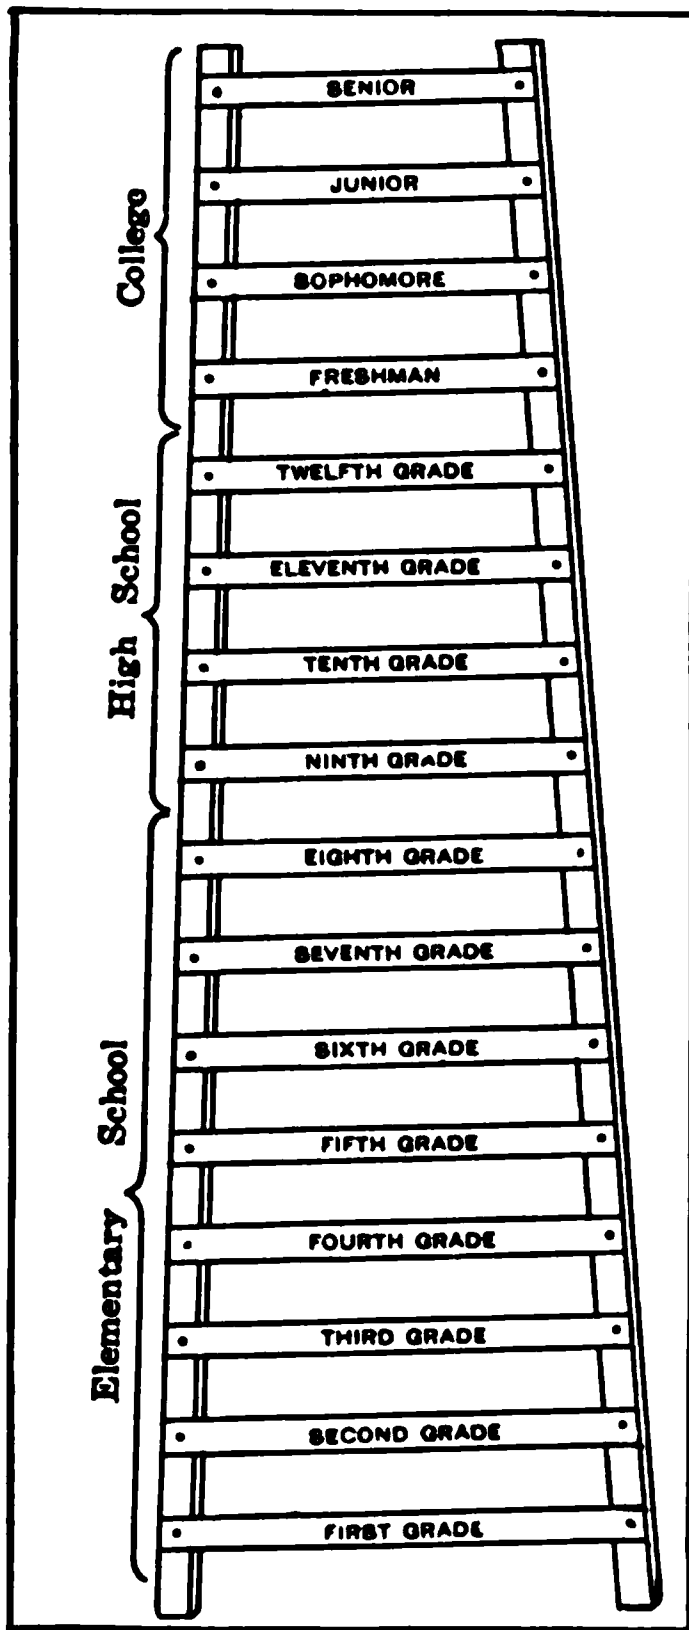 College
SENIOR
JUNIOR
SOPHOMORE
FRESHMAN
High School
TWELFTH GRADE
ELEVENTH GRADE
TENTH GRADE
NINTH GRADE
Elementary School
EIGHTH GRADE
SEVENTH GRADE
SIXTH GRADE
FIFTH GRADE
FOURTH GRADE
THIRD GRADE
SECOND GRADE
FIRST GRADE